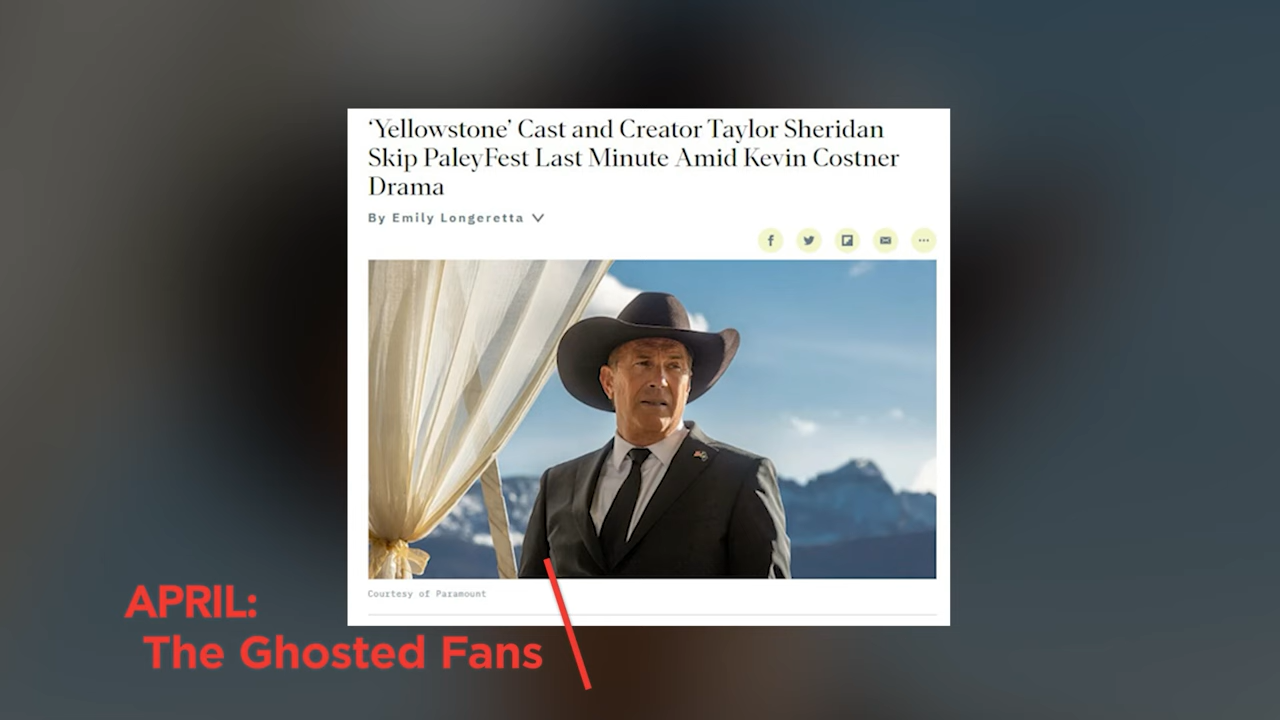 ‘Yellowstone’ Cast and Creator Taylor Sheridan
Skip PaleyFest Last Minute Amid Kevin Costner
Drama
By Emily Longeretta
Courtesy of Paramount
APRIL:
The Ghosted Fans